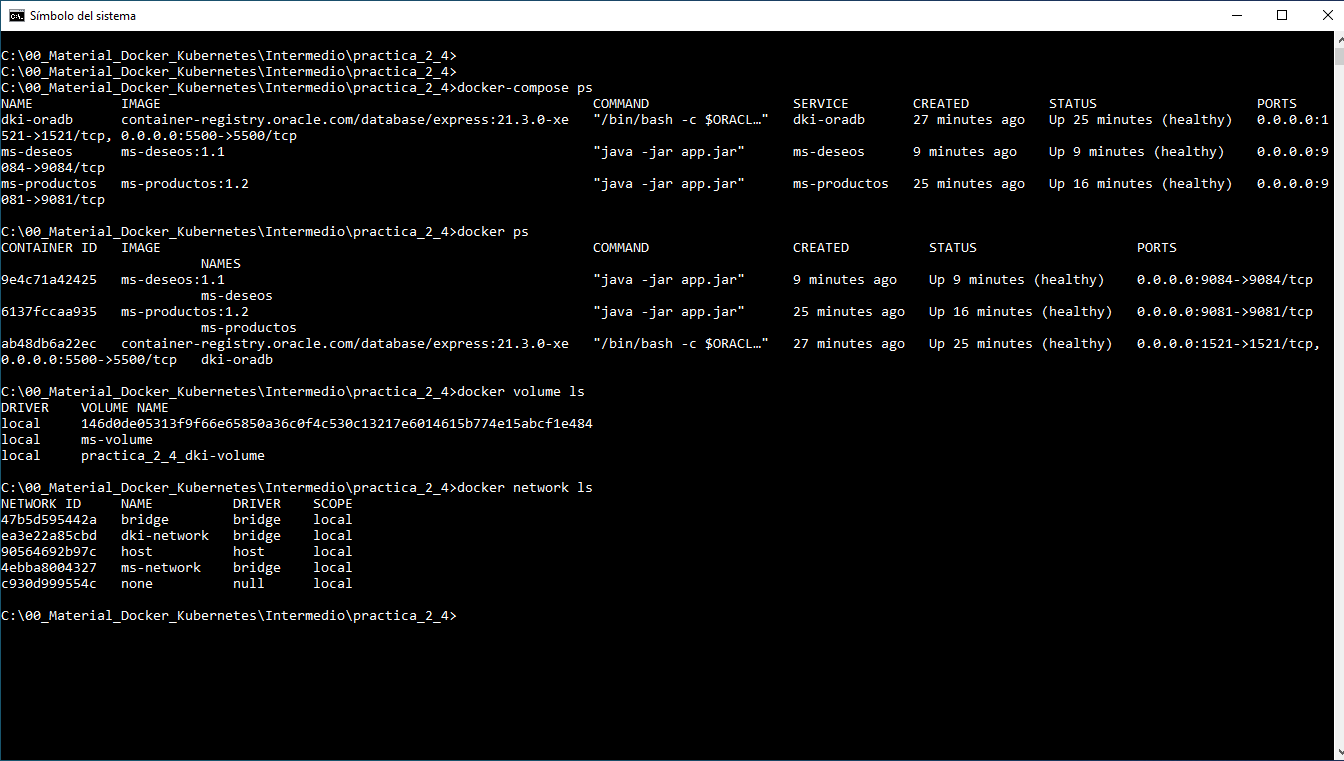 Símbolo del sistema
C:\00_Material_Docker_Kubernetes\Intermedio\practica_2_4>
C:\00_Material_Docker_Kubernetes\Intermedio\practica_2_4>
C:\00_Material_Docker_Kubernetes\Intermedio\practica_2_4>docker-compose ps
NAME           IMAGE                                                      COMMAND                  SERVICE        CREATED          STATUS                    PORTS
dki-oradb      container-registry.oracle.com/database/express:21.3.0-xe   "/bin/bash -c $ORACL…"   dki-oradb      27 minutes ago   Up 25 minutes (healthy)   0.0.0.0:1
521->1521/tcp, 0.0.0.0:5500->5500/tcp
ms-deseos      ms-deseos:1.1                                              "java -jar app.jar"      ms-deseos      9 minutes ago    Up 9 minutes (healthy)    0.0.0.0:9
084->9084/tcp
ms-productos   ms-productos:1.2                                           "java -jar app.jar"      ms-productos   25 minutes ago   Up 16 minutes (healthy)   0.0.0.0:9
081->9081/tcp
C:\00_Material_Docker_Kubernetes\Intermedio\practica_2_4>docker ps
CONTAINER ID   IMAGE                                                      COMMAND                  CREATED          STATUS                    PORTS
                         NAMES
9e4c71a42425   ms-deseos:1.1                                              "java -jar app.jar"      9 minutes ago    Up 9 minutes (healthy)    0.0.0.0:9084->9084/tcp
                         ms-deseos
6137fccaa935   ms-productos:1.2                                           "java -jar app.jar"      25 minutes ago   Up 16 minutes (healthy)   0.0.0.0:9081->9081/tcp
                         ms-productos
ab48db6a22ec   container-registry.oracle.com/database/express:21.3.0-xe   "/bin/bash -c $ORACL…"   27 minutes ago   Up 25 minutes (healthy)   0.0.0.0:1521->1521/tcp,
0.0.0.0:5500->5500/tcp   dki-oradb
C:\00_Material_Docker_Kubernetes\Intermedio\practica_2_4>docker volume ls
DRIVER    VOLUME NAME
local     146d0de05313f9f66e65850a36c0f4c530c13217e6014615b774e15abcf1e484
local     ms-volume
local     practica_2_4_dki-volume
C:\00_Material_Docker_Kubernetes\Intermedio\practica_2_4>docker network ls
NETWORK ID     NAME          DRIVER    SCOPE
47b5d595442a   bridge        bridge    local
ea3e22a85cbd   dki-network   bridge    local
90564692b97c   host          host      local
4ebba8004327   ms-network    bridge    local
c930d999554c   none          null      local
C:\00_Material_Docker_Kubernetes\Intermedio\practica_2_4>